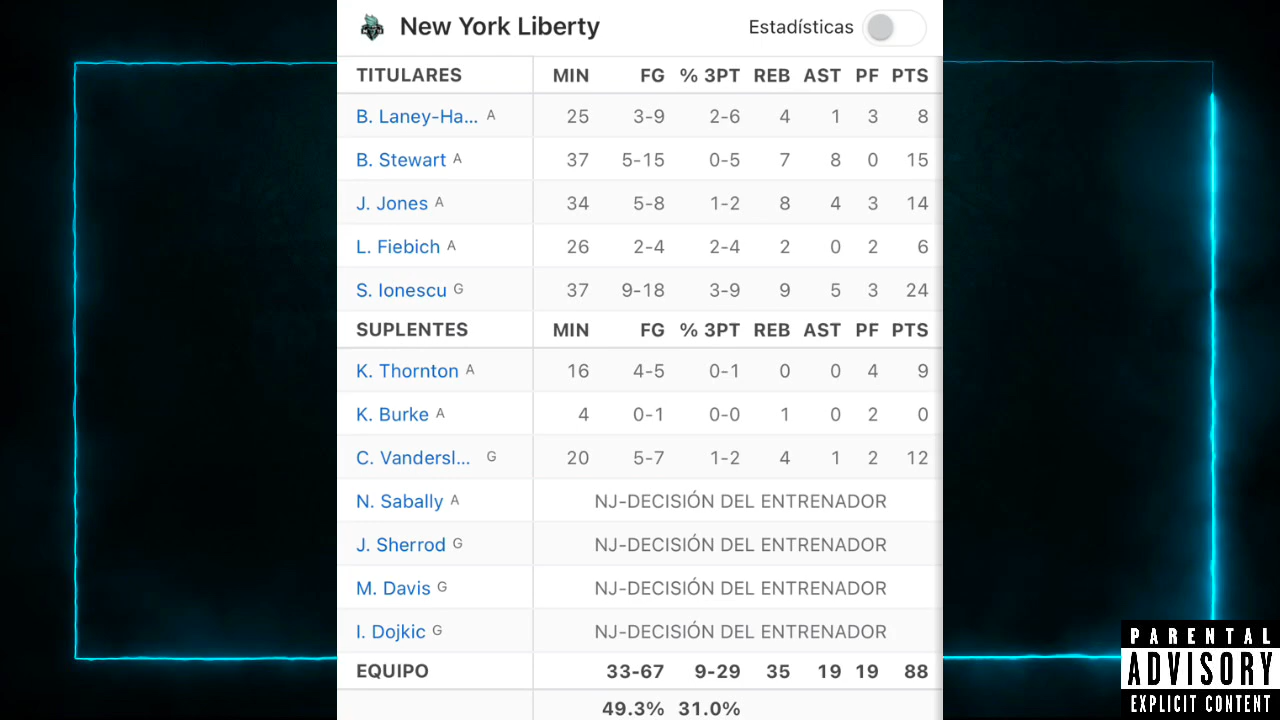 New York Liberty Estadísticas
TITULARES MIN FG % 3PT REB AST PF PTS
B. Laney-Ha... A 25 3-9 2-6 4 1 3 8
B. Stewart A 37 5-15 0-5 7 8 0 15
J. Jones A 34 5-8 1-2 8 4 3 14
L. Fiebich A 26 2-4 2-4 2 0 2 6
S. Ionescu G 37 9-18 3-9 9 5 3 24
SUPLENTES MIN FG % 3PT REB AST PF PTS
K. Thornton A 16 4-5 0-1 0 0 4 9
K. Burke A 4 0-1 0-0 1 0 2 0
C. Vandersl... G 20 5-7 1-2 4 1 2 12
N. Sabally A NJ-DECISIÓN DEL ENTRENADOR
J. Sherrod G NJ-DECISIÓN DEL ENTRENADOR
M. Davis G NJ-DECISIÓN DEL ENTRENADOR
I. Dojkic G NJ-DECISIÓN DEL ENTRENADOR
EQUIPO 33-67 9-29 35 19 19 88
49.3% 31.0%
PARENTAL
ADVISORY
EXPLICIT CONTENT